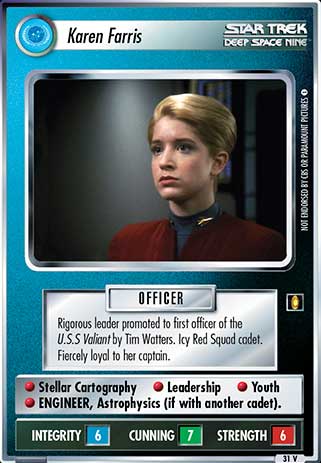 Karen Farris
STAR TREK
DEEP SPACE NINE
NOT ENDORSED BY CBS OR PARAMOUNT PICTURES
OFFICER
Rigorous leader promoted to first officer of the
U.S.S Valiant by Tim Watters. Icy Red Squad cadet.
Fiercely loyal to her captain.
Stellar Cartography Leadership Youth
ENGINEER, Astrophysics (if with another cadet).
INTEGRITY 6 CUNNING 7 STRENGTH 6
31 V